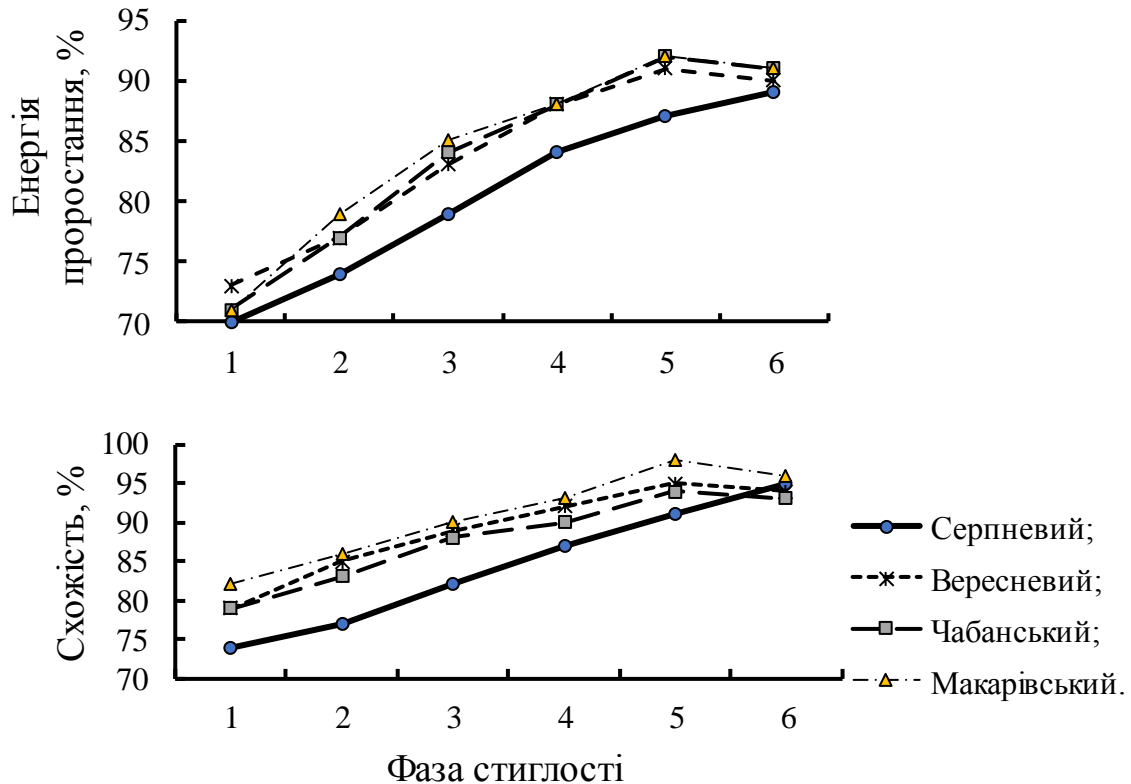 Енергія
проростання, %
95
90
85
80
75
70
1 2 3 4 5 6
Схожість, %
100
95
90
85
80
75
70
1 2 3 4 5 6
Фаза стиглості
Серпневий;
Вересневий;
Чабанський;
Макарівський.